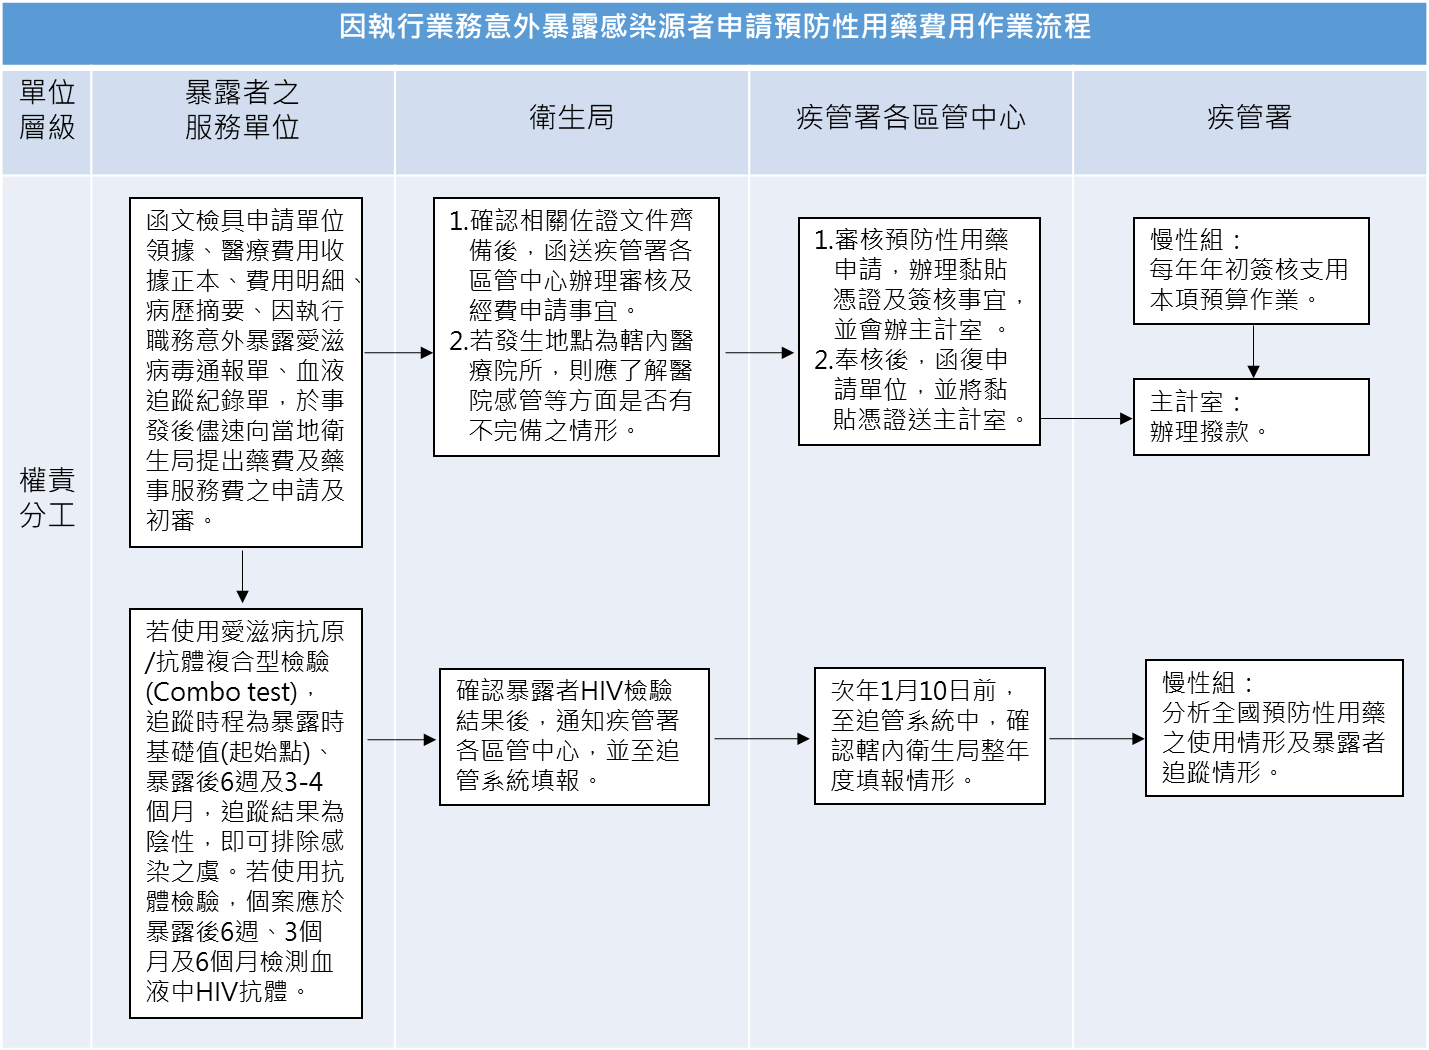 因執行業務意外暴露感染源者申請預防性用藥費用作業流程
單位
層級
暴露者之
服務單位
衛生局
疾管署各區管中心
疾管署
權責
分工
函文檢具申請單位
領據、醫療費用收
據正本、費用明細、
病歷摘要、因執行
職務意外暴露愛滋
病毒通報單、血液
追蹤紀錄單，於事
發後儘速向當地衛
生局提出藥費及藥
事服務費之申請及
初審。
1.確認相關佐證文件齊
備後，函送疾管署各
區管中心辦理審核及
經費申請事宜。
2.若發生地點為轄內醫
療院所，則應了解醫
院感管等方面是否有
不完備之情形。
1.審核預防性用藥
申請，辦理黏貼
憑證及簽核事宜，
並會辦主計室 。
2.奉核後，函復申
請單位，並將黏
貼憑證送主計室。
慢性組：
每年年初簽核支用
本項預算作業。
主計室：
辦理撥款。
若使用愛滋病抗原
/抗體複合型檢驗
(Combo test)，
追蹤時程為暴露時
基礎值(起始點)、
暴露後6週及3-4
個月，追蹤結果為
陰性，即可排除感
染之虞。若使用抗
體檢驗，個案應於
暴露後6週、3個
月及6個月檢測血
液中HIV抗體。
確認暴露者HIV檢驗
結果後，通知疾管署
各區管中心，並至追
管系統填報。
次年1月10日前，
至追管系統中，確
認轄內衛生局整年
度填報情形。
慢性組：
分析全國預防性用藥
之使用情形及暴露者
追蹤情形。